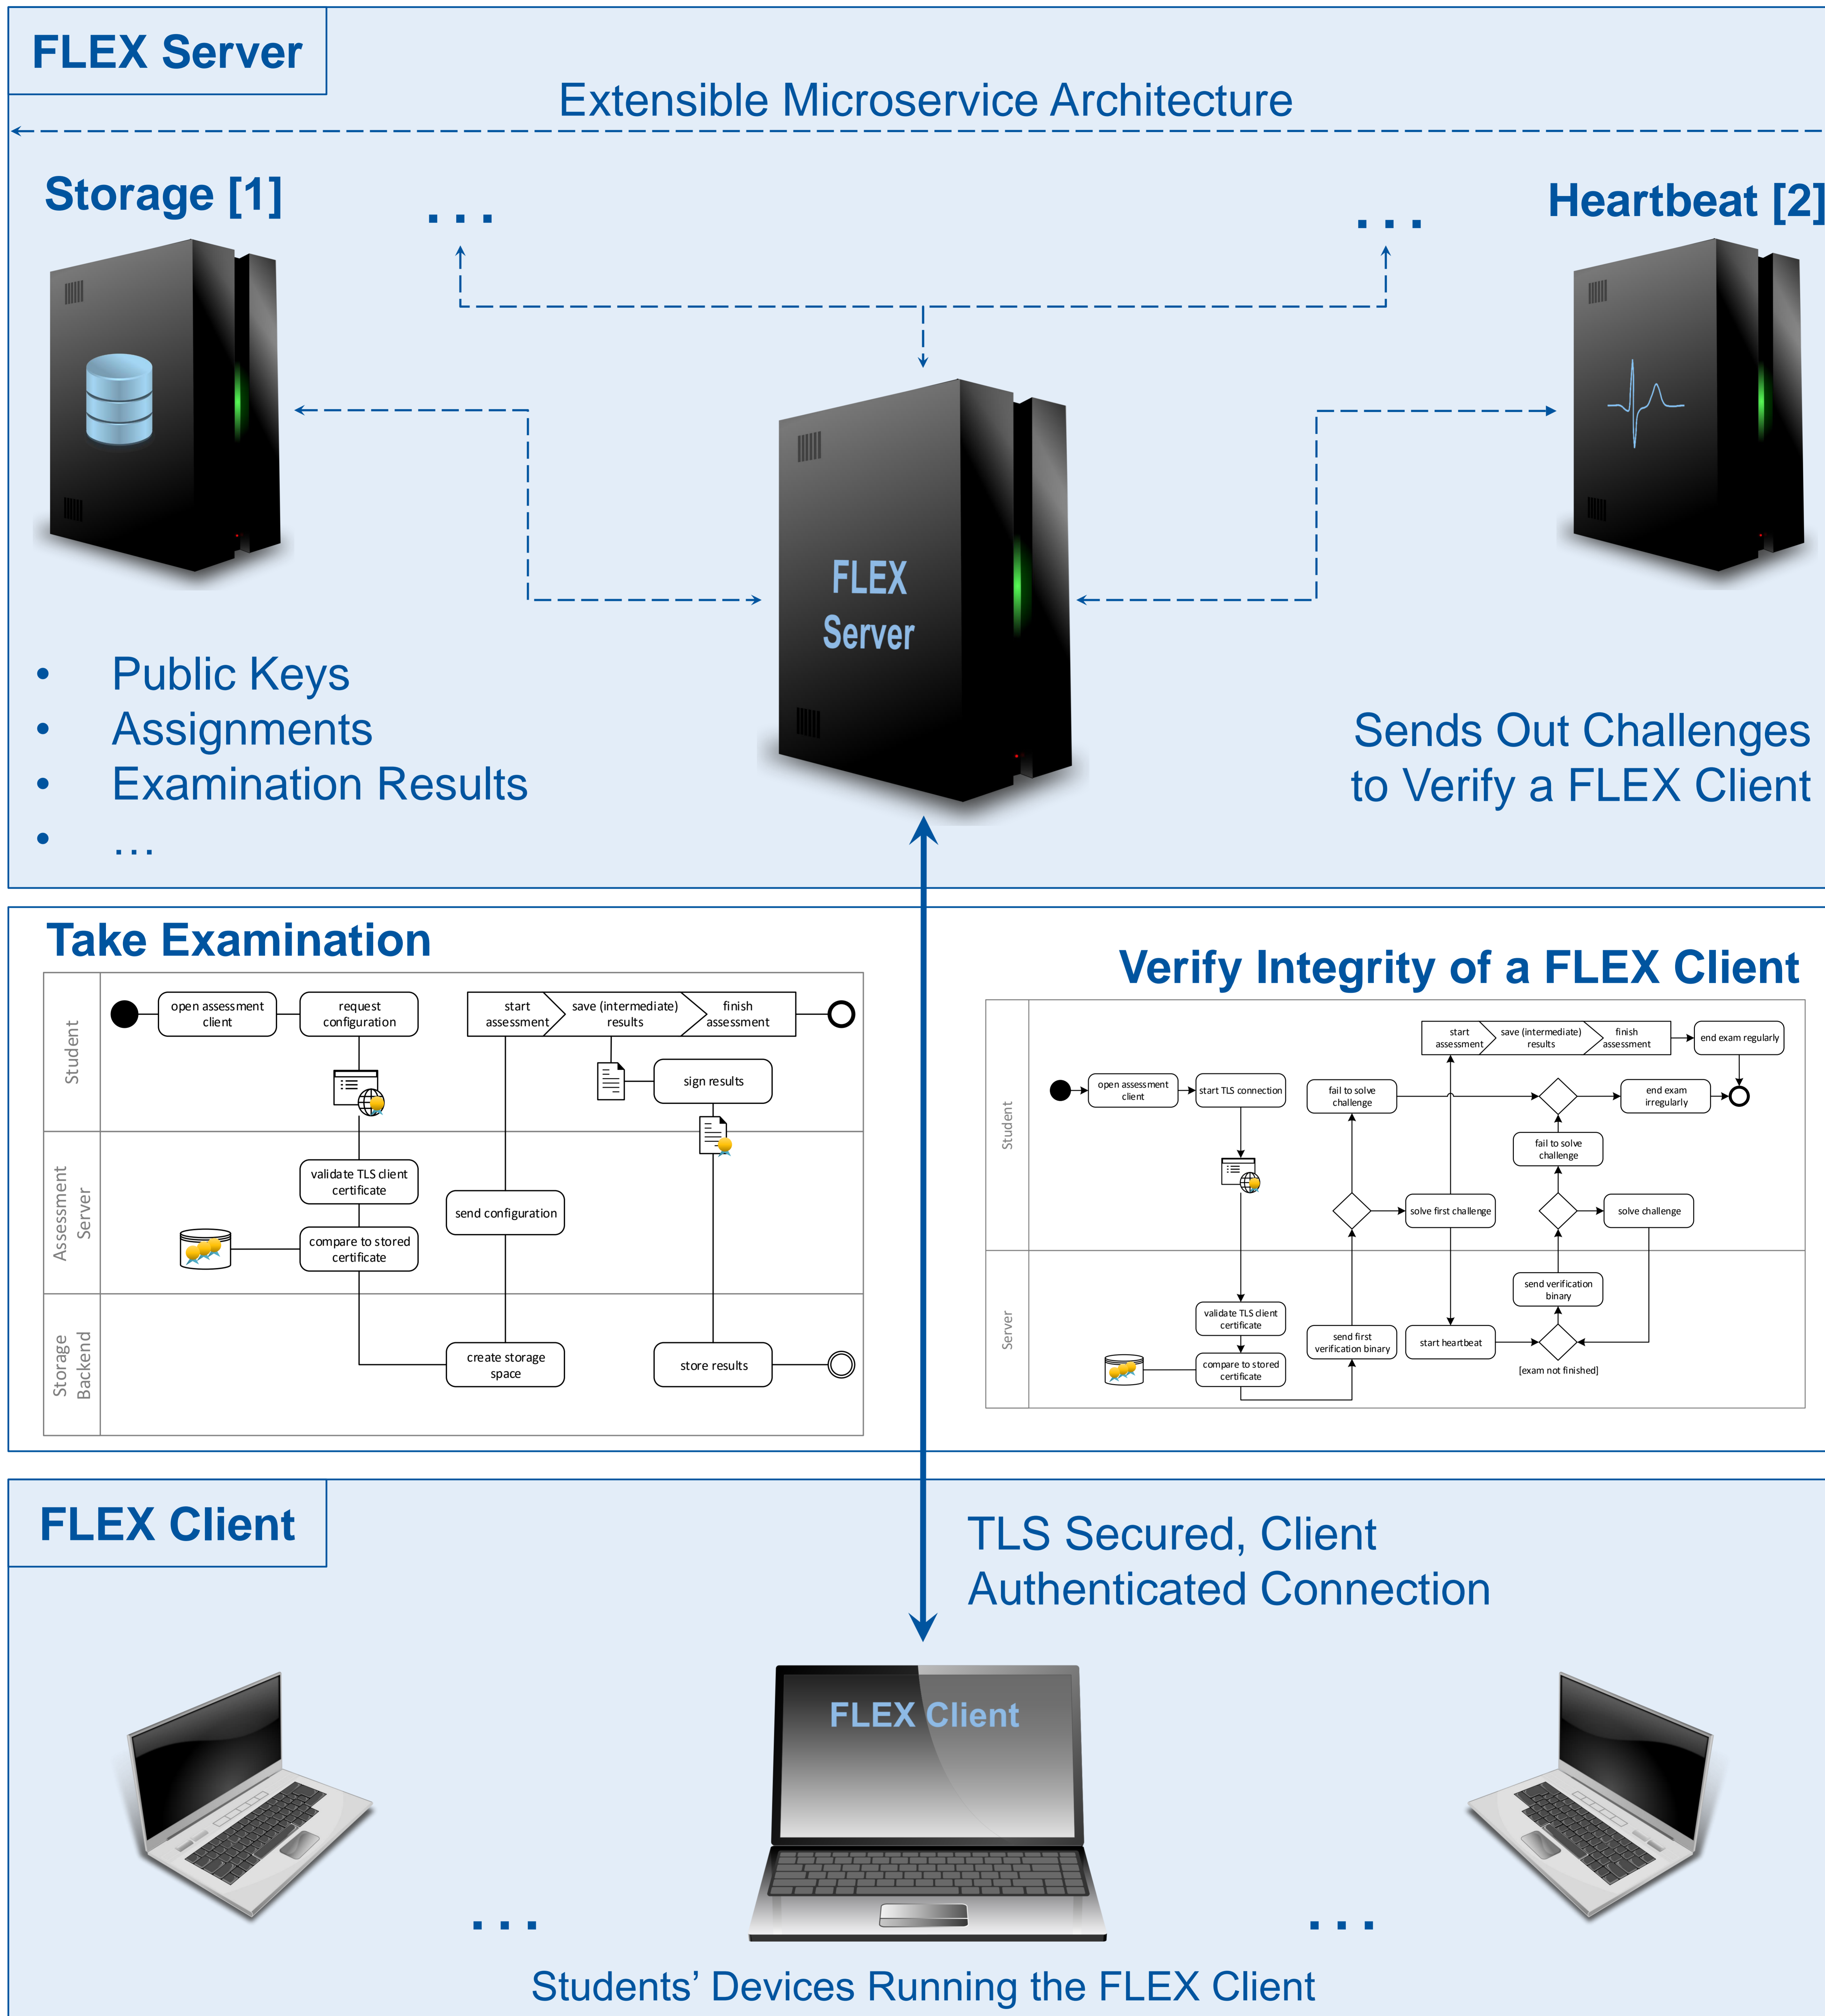 FLEX Server
Extensible Microservice Architecture
Storage [1]
...
...
Heartbeat [2]
FLEX
Server
• Public Keys
• Assignments
• Examination Results
• …
Sends Out Challenges
to Verify a FLEX Client
Take Examination
Student
open assessment
client
request
configuration
start
assessment
save (intermediate)
results
finish
assessment
sign results
Assessment
Server
validate TLS client
certificate
send configuration
compare to stored
certificate
Storage
Backend
create storage
space
store results
Verify Integrity of a FLEX Client
Student
start
assessment
save (intermediate)
results
finish
assessment
end exam regularly
open assessment
client
start TLS connection
fail to solve
challenge
end exam
irregularly
fail to solve
challenge
solve first challenge
solve challenge
Server
send verification
binary
validate TLS client
certificate
send first
verification binary
start heartbeat
compare to stored
certificate
[exam not finished]
FLEX Client
TLS Secured, Client
Authenticated Connection
FLEX Client
...
...
Students’ Devices Running the FLEX Client